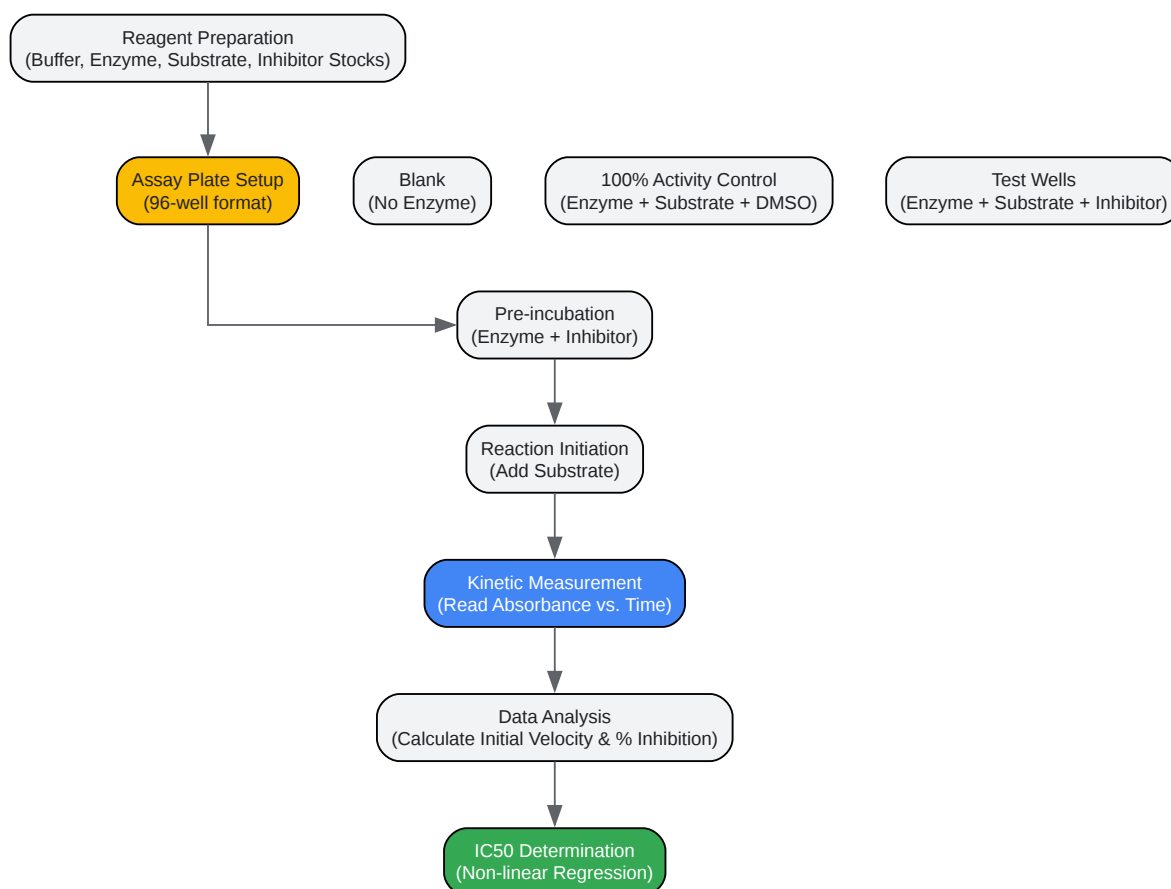 Reagent Preparation
(Buffer, Enzyme, Substrate, Inhibitor Stocks)
Assay Plate Setup
(96-well format)
Blank
(No Enzyme)
100% Activity Control
(Enzyme + Substrate + DMSO)
Test Wells
(Enzyme + Substrate + Inhibitor)
Pre-incubation
(Enzyme + Inhibitor)
Reaction Initiation
(Add Substrate)
Kinetic Measurement
(Read Absorbance vs. Time)
Data Analysis
(Calculate Initial Velocity & % Inhibition)
IC50 Determination
(Non-linear Regression)